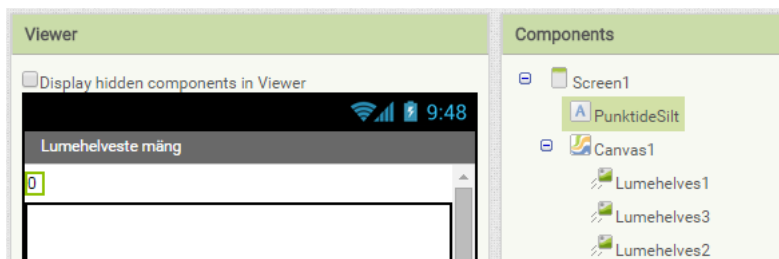 Viewer
Display hidden components in Viewer
9:48
Lumehelveste mäng
0
Components
Screen1
A PunktideSilt
Canvas1
Lumehelves1
Lumehelves3
Lumehelves2